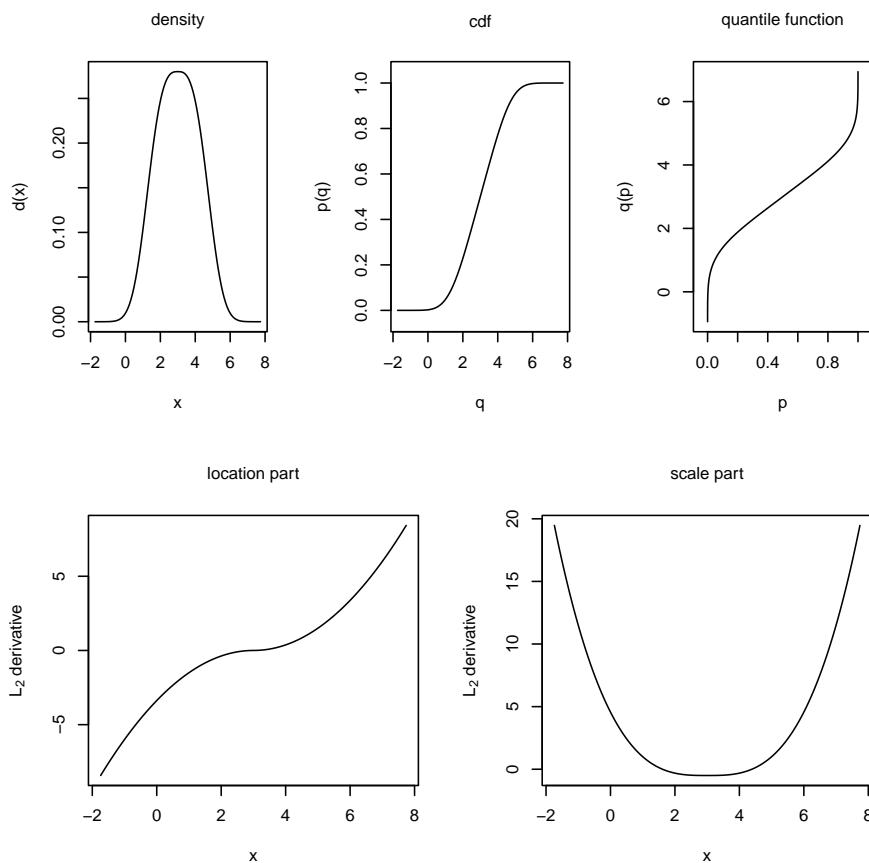 density
cdf
quantile function
d(x)
0.00
0.10
0.20
−2 0 2 4 6 8
x
p(q)
0.0
0.2
0.4
0.6
0.8
1.0
−2 0 2 4 6 8
q
q(p)
0
2
4
6
0.0 0.4 0.8
p
location part
scale part
L2 derivative
−5
0
5
−2 0 2 4 6 8
x
L2 derivative
0
5
10
15
20
−2 0 2 4 6 8
x